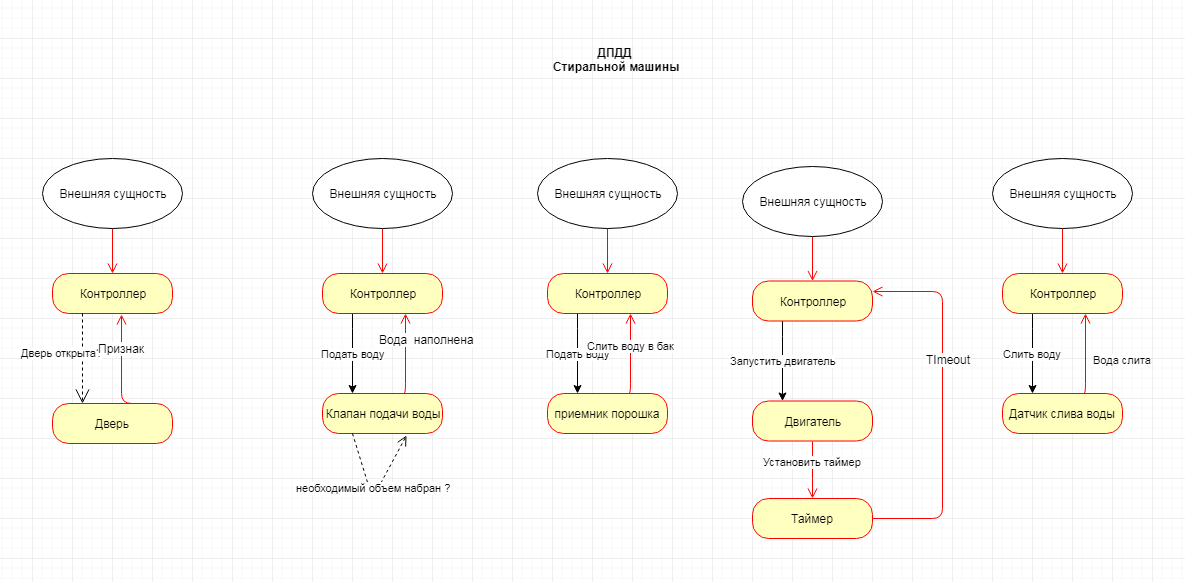 ДПДД
Стиральной машины
Внешняя сущность
Внешняя сущность
Внешняя сущность
Внешняя сущность
Внешняя сущность
Контроллер
Контроллер
Контроллер
Контроллер
Контроллер
Дверь открыта?
Признак
Подать воду
Вода наполнена
Подать воду
Слить воду в бак
Запустить двигатель
TImeout
Слить воду
Вода слита
Дверь
Клапан подачи воды
приемник порошка
Двигатель
Датчик слива воды
Установить таймер
необходимый объем набран ?
Таймер